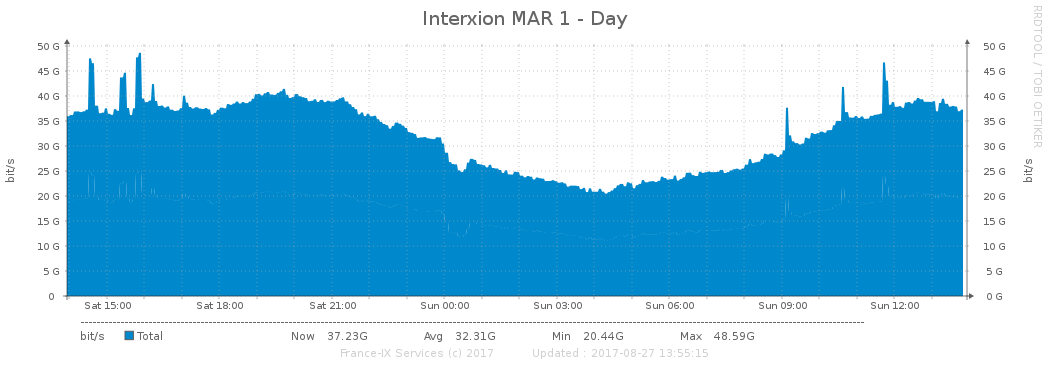 Interxion MAR 1 - Day
RRDTOOL / TOBI OETIKER
bit/s
bit/s
50 G 50 G
45 G 45 G
40 G 40 G
35 G 35 G
30 G 30 G
25 G 25 G
20 G 20 G
15 G 15 G
10 G 10 G
5 G 5 G
0 0 G
Sat 15:00 Sat 18:00 Sat 21:00 Sun 00:00 Sun 03:00 Sun 06:00 Sun 09:00 Sun 12:00
bit/s Total Now 37.23G Avg 32.31G Min 20.44G Max 48.59G
France-IX Services (c) 2017 Updated : 2017-08-27 13:55:15